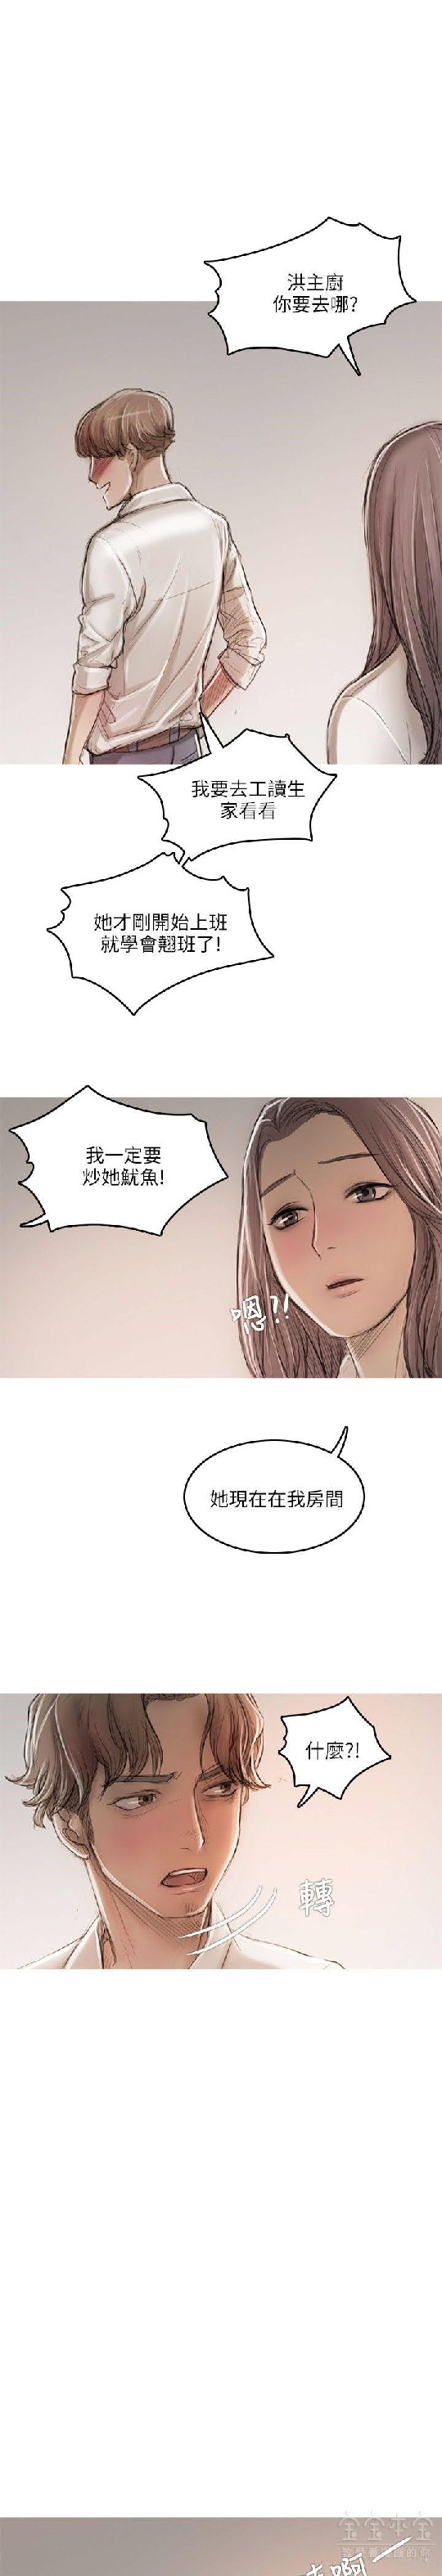 洪主廚
你要去哪?
我要去工讀生
家看看
她才剛開始上班
就學會翹班了!
我一定要
炒她魷魚!
嗯?!
她現在在我房間
什麼?!
轉